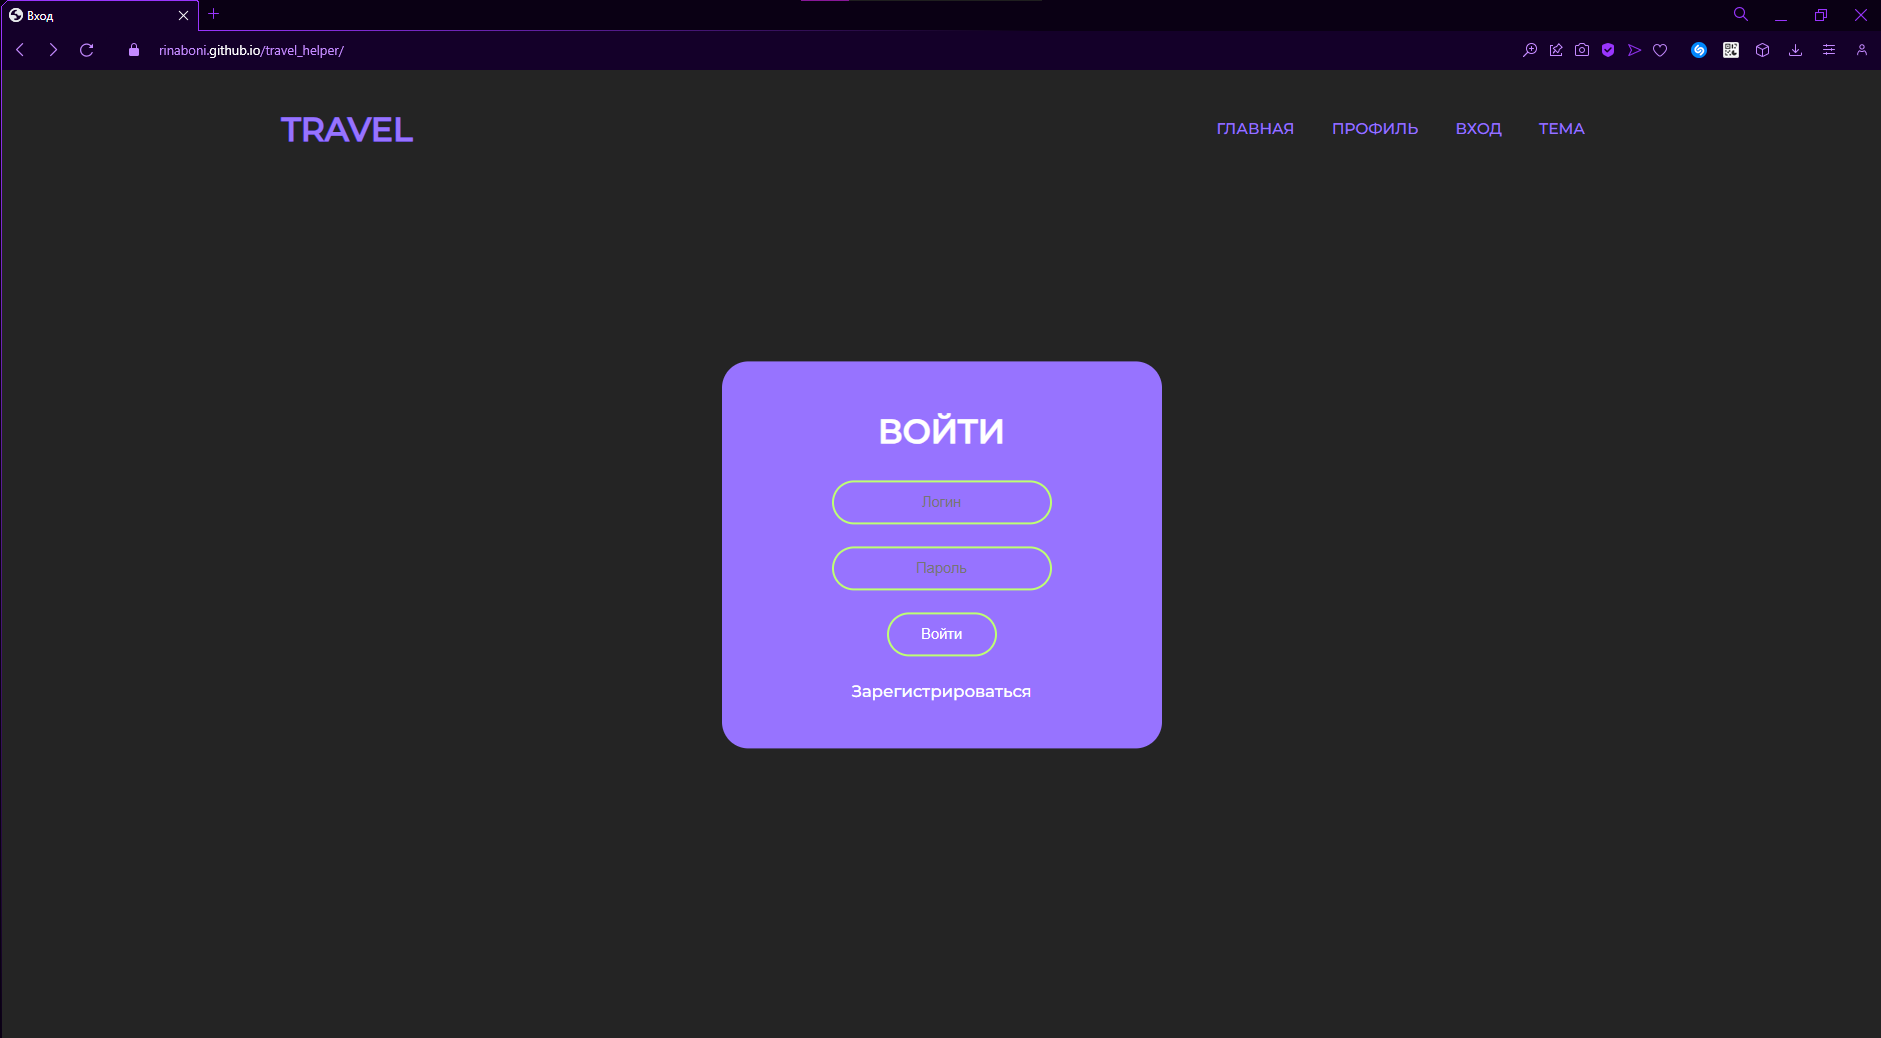 Вход
rinaboni.github.io/travel_helper/
TRAVEL
ГЛАВНАЯ ПРОФИЛЬ ВХОД ТЕМА
ВОЙТИ
Логин
Пароль
Войти
Зарегистрироваться